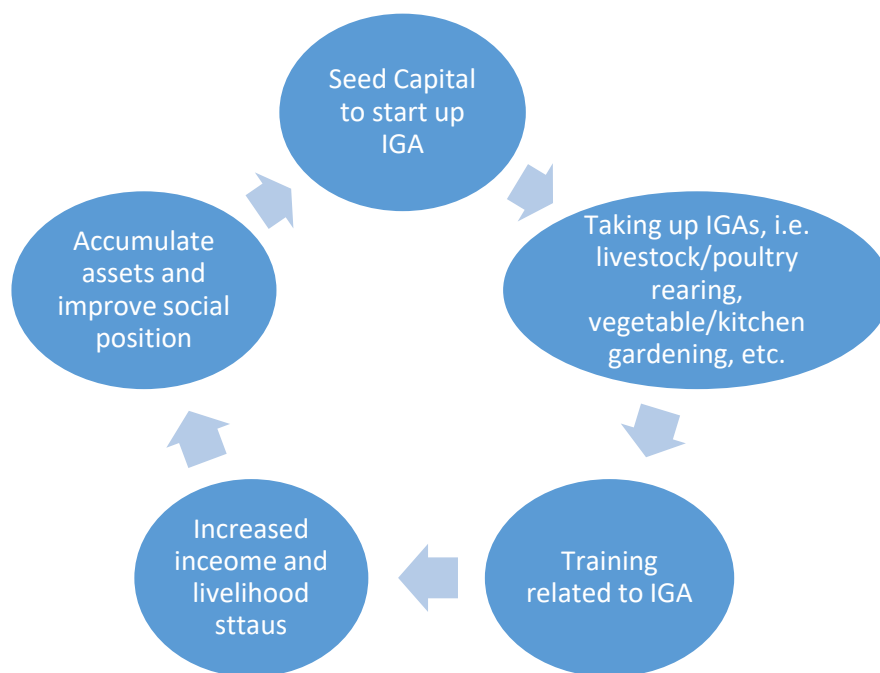 Seed Capital
to start up
IGA
Taking up IGAs, i.e.
livestock/poultry
rearing,
vegetable/kitchen
gardening, etc.
Training
related to IGA
Increased
inceome and
livelihood
sttaus
Accumulate
assets and
improve social
position